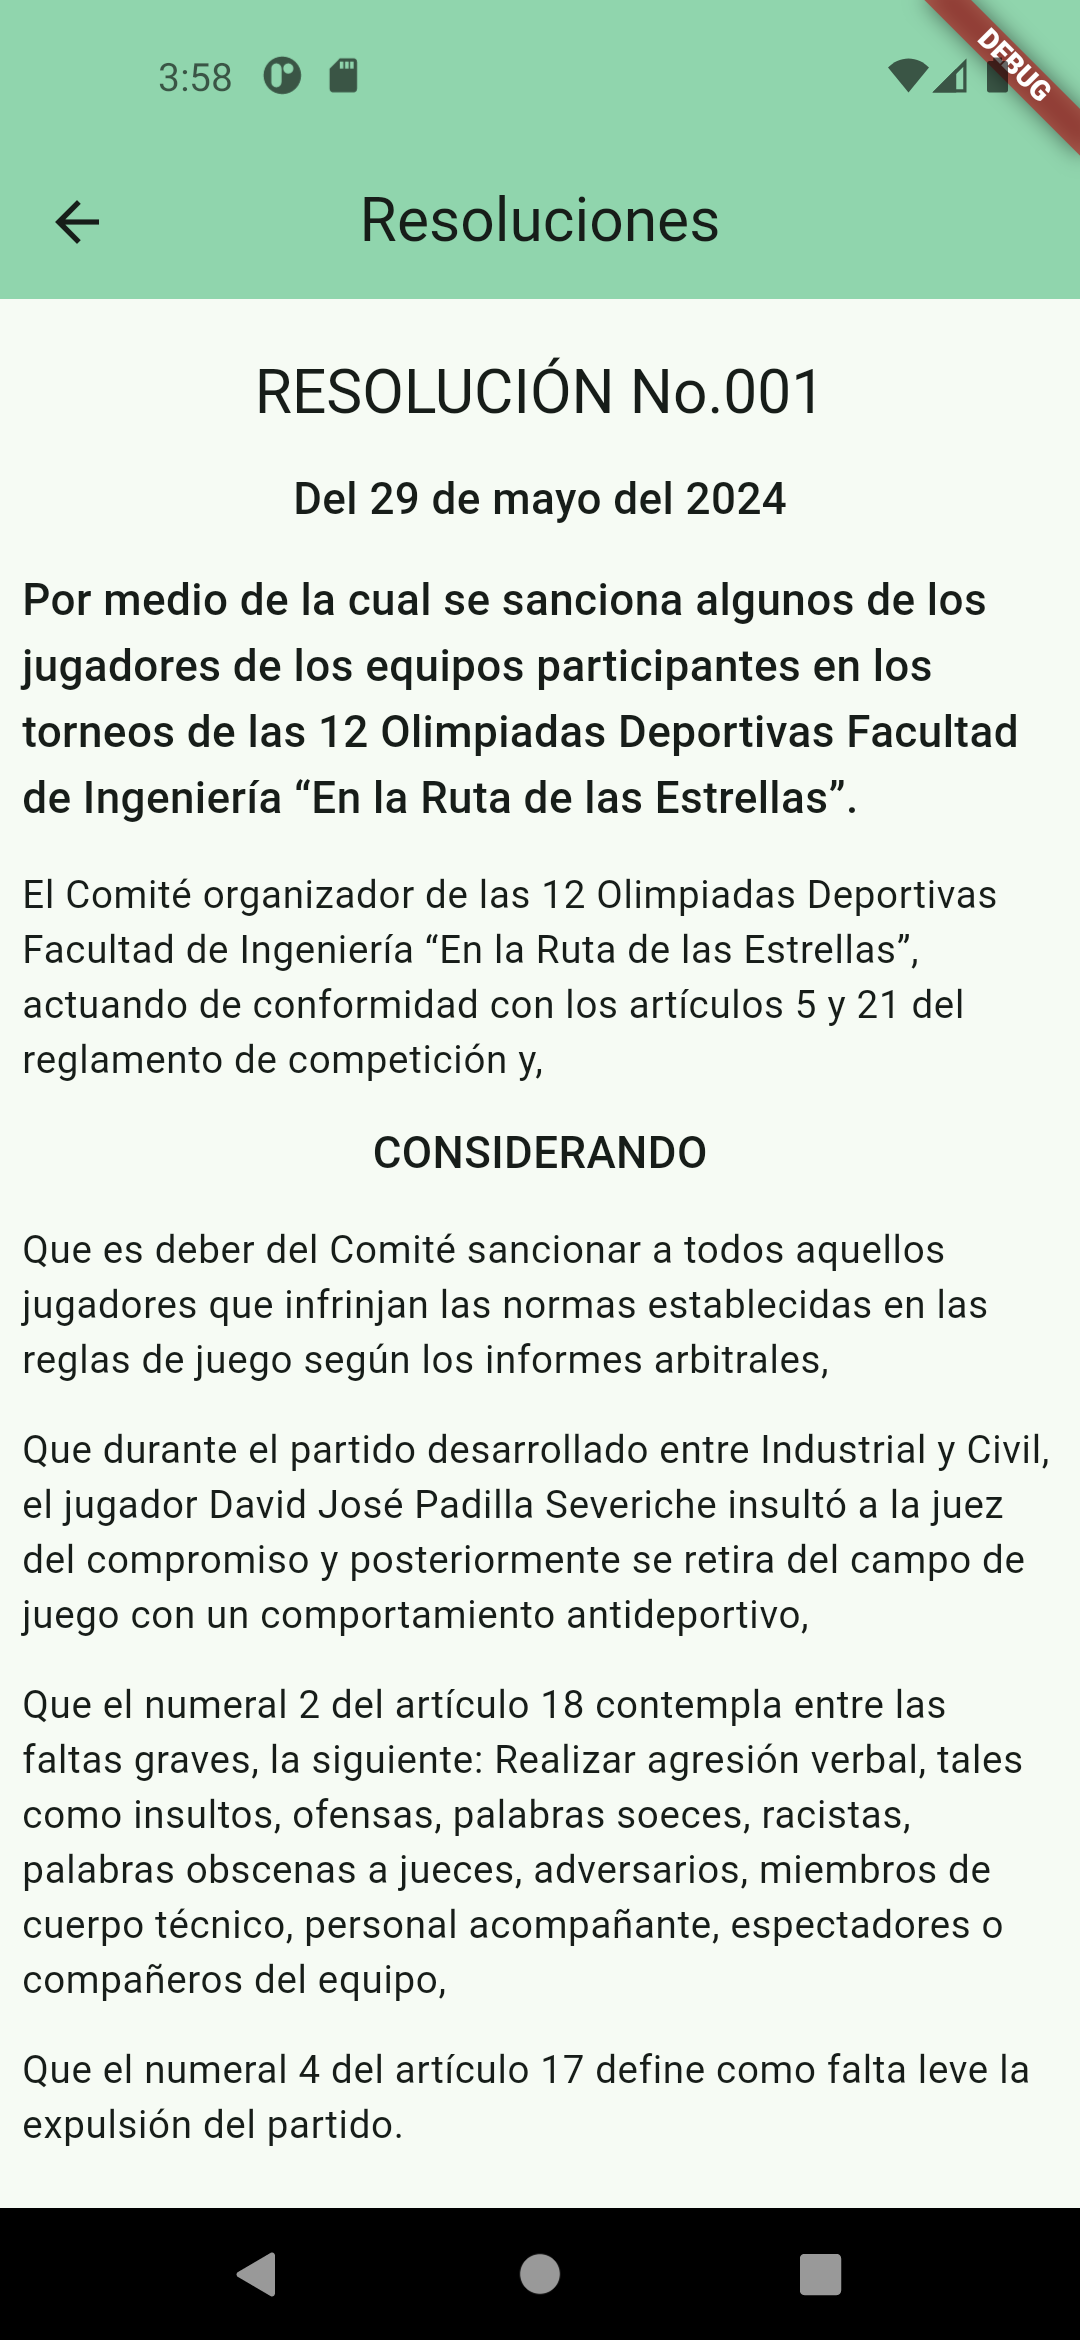 3:58
DEBUG
Resoluciones
RESOLUCIÓN No.001
Del 29 de mayo del 2024
Por medio de la cual se sanciona algunos de los
jugadores de los equipos participantes en los
torneos de las 12 Olimpiadas Deportivas Facultad
de Ingeniería “En la Ruta de las Estrellas”.
El Comité organizador de las 12 Olimpiadas Deportivas
Facultad de Ingeniería “En la Ruta de las Estrellas”,
actuando de conformidad con los artículos 5 y 21 del
reglamento de competición y,
CONSIDERANDO
Que es deber del Comité sancionar a todos aquellos
jugadores que infrinjan las normas establecidas en las
reglas de juego según los informes arbitrales,
Que durante el partido desarrollado entre Industrial y Civil,
el jugador David José Padilla Severiche insultó a la juez
del compromiso y posteriormente se retira del campo de
juego con un comportamiento antideportivo,
Que el numeral 2 del artículo 18 contempla entre las
faltas graves, la siguiente: Realizar agresión verbal, tales
como insultos, ofensas, palabras soeces, racistas,
palabras obscenas a jueces, adversarios, miembros de
cuerpo técnico, personal acompañante, espectadores o
compañeros del equipo,
Que el numeral 4 del artículo 17 define como falta leve la
expulsión del partido.